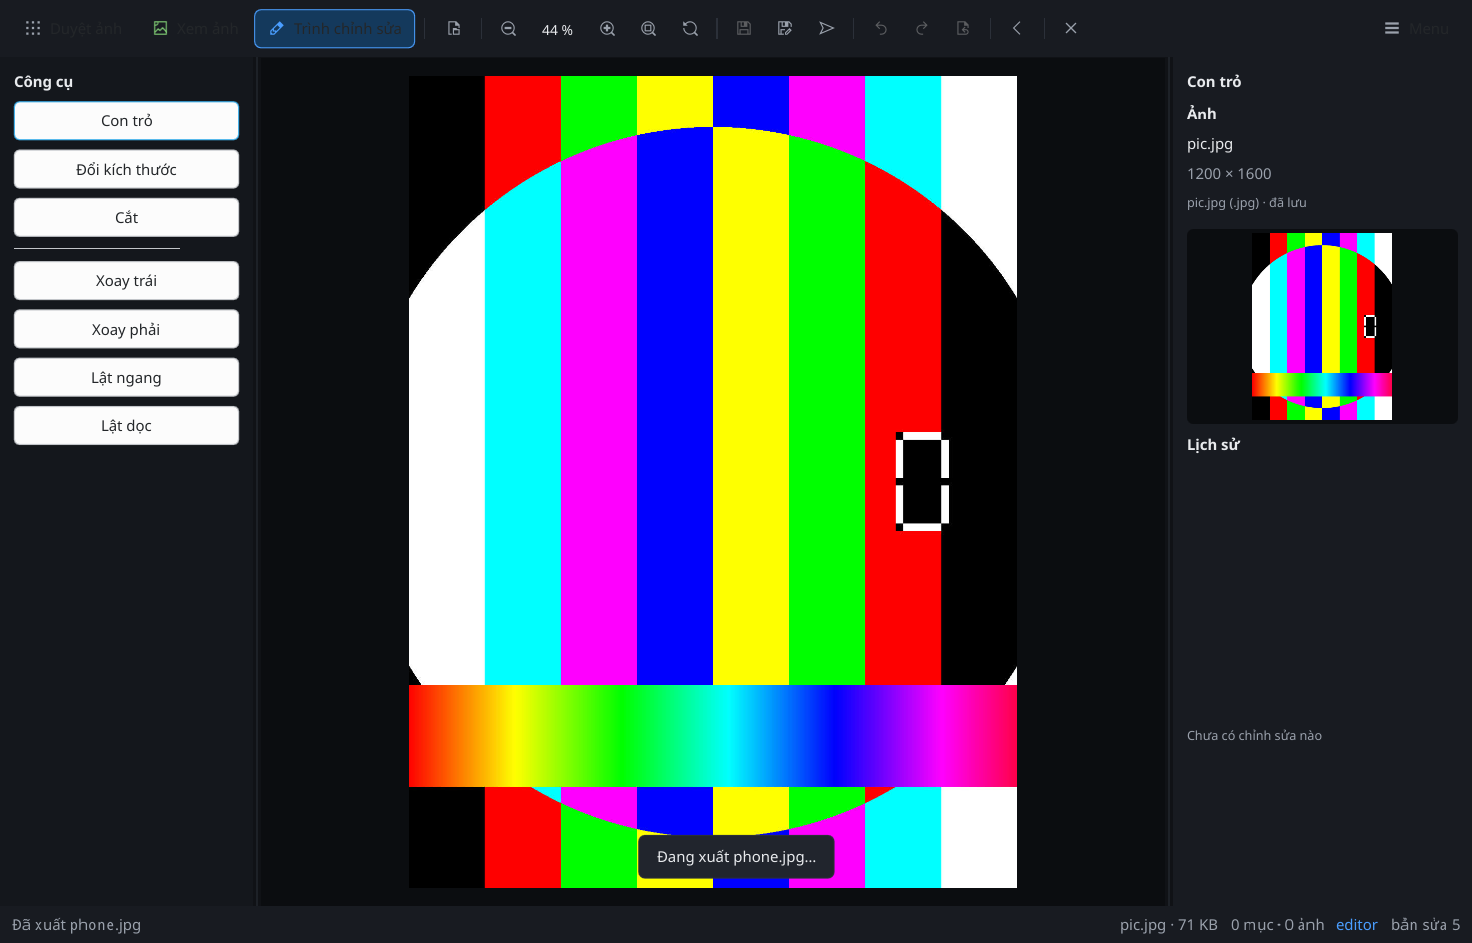 Duyệt ảnh
Xem ảnh
Trình chỉnh sửa
44 %
Menu
Công cụ
Con trỏ
Đổi kích thước
Cắt
Xoay trái
Xoay phải
Lật ngang
Lật dọc
0
Đang xuất phone.jpg...
Con trỏ
Ảnh
pic.jpg
1200 × 1600
pic.jpg (.jpg) · đã lưu
0
Lịch sử
Chưa có chỉnh sửa nào
Đã xuất phone.jpg
pic.jpg · 71 KB 0 mục · 0 ảnh editor bản sửa 5